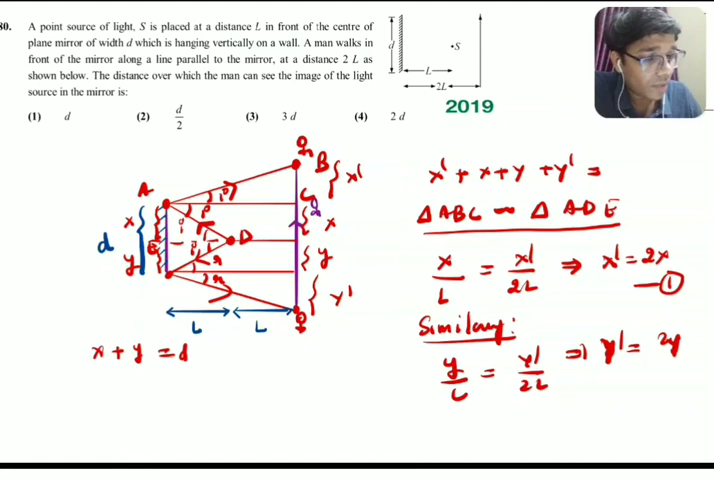 80. A point source of light, S is placed at a distance L in front of the centre of
plane mirror of width d which is hanging vertically on a wall. A man walks in
front of the mirror along a line parallel to the mirror, at a distance 2 L as
shown below. The distance over which the man can see the image of the light
source in the mirror is:
(1) d (2) d/2 (3) 3 d (4) 2 d
d
S
L
2L
2019
A
B
x'
C
x
D
E
d
x
y
y
y'
L
L
x + y = d
x' + x + y + y' =
△ABC ~ △ADE
x/L = x'/2L ⇒ x' = 2x
—①
Similarly:
y/L = y'/2L ⇒ y' = 2y